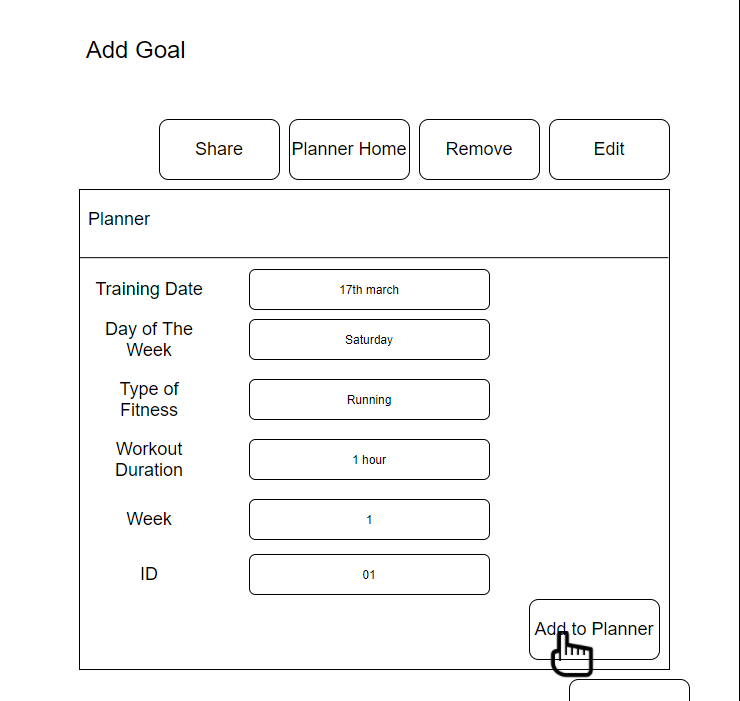 Add Goal
Share
Planner Home
Remove
Edit
Planner
Training Date
17th march
Day of The
Week
Saturday
Type of
Fitness
Running
Workout
Duration
1 hour
Week
1
ID
01
Add to Planner